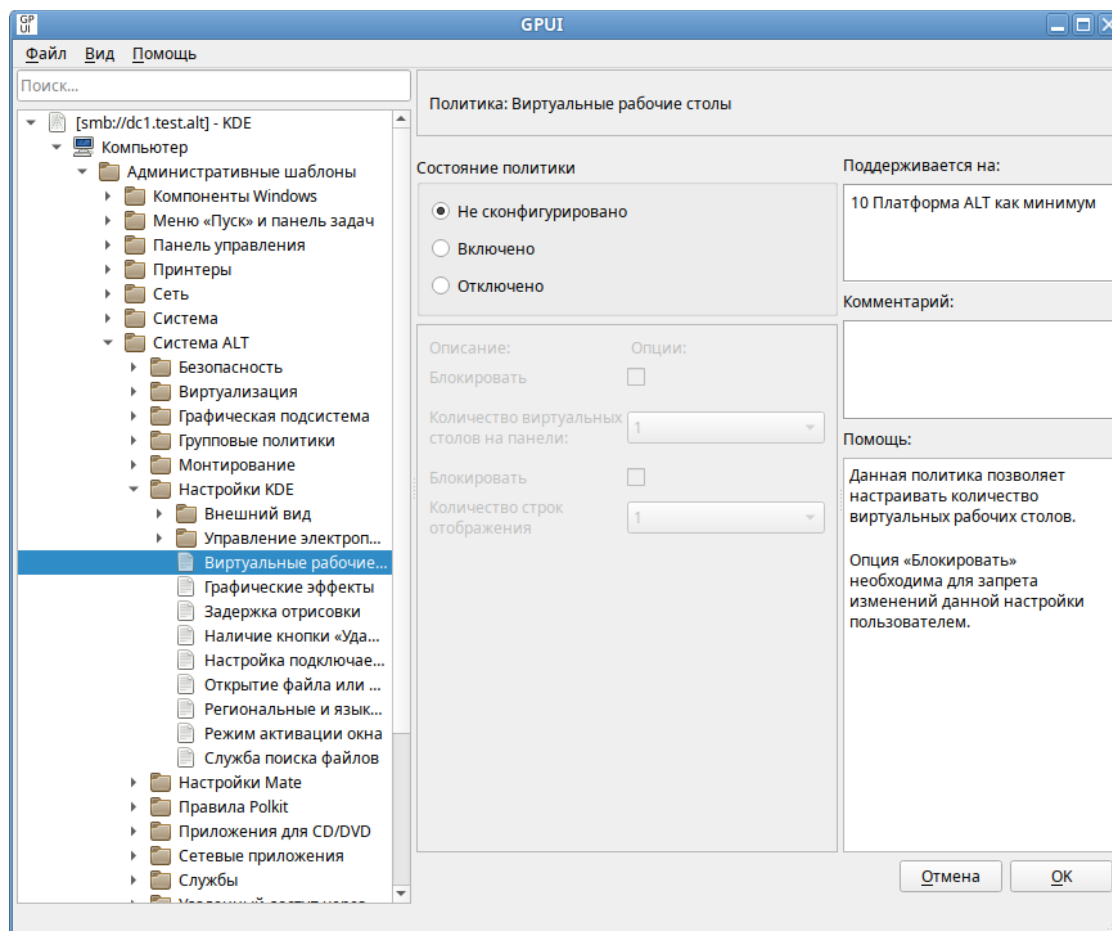 GP UI
GPUI
Файл Вид Помощь
Поиск...
[smb://dc1.test.alt] - KDE
Компьютер
Административные шаблоны
Компоненты Windows
Меню «Пуск» и панель задач
Панель управления
Принтеры
Сеть
Система
Система ALT
Безопасность
Виртуализация
Графическая подсистема
Групповые политики
Монтирование
Настройки KDE
Внешний вид
Управление электроп...
Виртуальные рабочие...
Графические эффекты
Задержка отрисовки
Наличие кнопки «Уда...
Настройка подключае...
Открытие файла или ...
Региональные и язык...
Режим активации окна
Служба поиска файлов
Настройки Mate
Правила Polkit
Приложения для CD/DVD
Сетевые приложения
Службы
Политика: Виртуальные рабочие столы
Состояние политики
Не сконфигурировано
Включено
Отключено
Описание: Опции:
Блокировать
Количество виртуальных
столов на панели:
1
Блокировать
Количество строк
отображения
1
Поддерживается на:
10 Платформа ALT как минимум
Комментарий:
Помощь:
Данная политика позволяет
настраивать количество
виртуальных рабочих столов.
Опция «Блокировать»
необходима для запрета
изменений данной настройки
пользователем.
Отмена OK